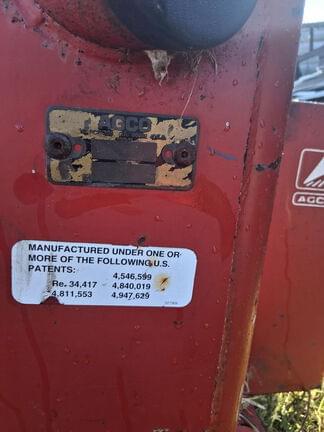 AGCO
MANUFACTURED UNDER ONE OR
MORE OF THE FOLLOWING U.S.
PATENTS:
4,546,599
Re. 34,417 4,840,019
4,811,553 4,947,629
AGC